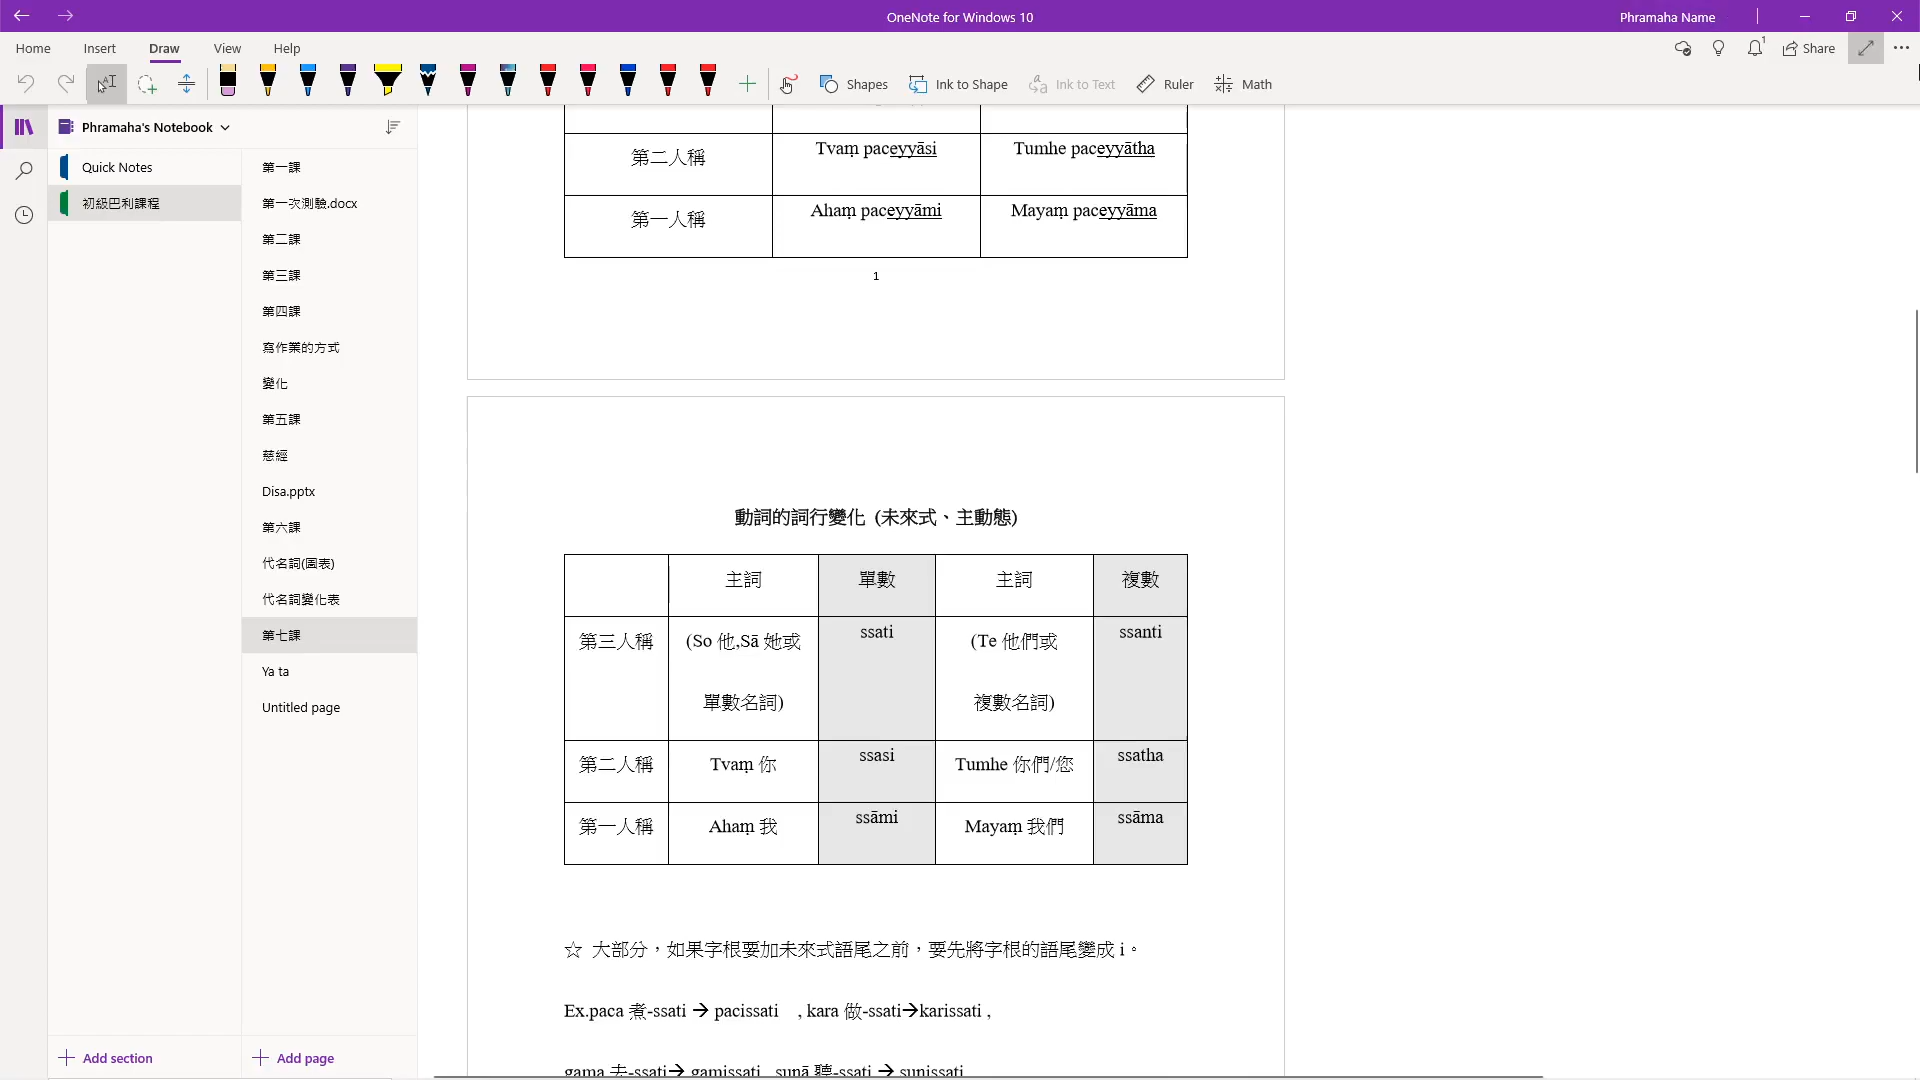 OneNote for Windows 10
Phramaha Name
Home Insert Draw View Help
Share
Shapes Ink to Shape Ink to Text Ruler Math
Phramaha's Notebook
Quick Notes
初級巴利課程
第一課
第一次測驗.docx
第二課
第三課
第四課
寫作業的方式
變化
第五課
慈經
Disa.pptx
第六課
代名詞(圖表)
代名詞變化表
第七課
Ya ta
Untitled page
Add section
Add page
第二人稱 Tvaṃ paceyyāsi Tumhe paceyyātha
第一人稱 Ahaṃ paceyyāmi Mayaṃ paceyyāma
1
動詞的詞行變化 (未來式、主動態)
主詞 單數 主詞 複數
第三人稱 (So 他,Sā 她或 ssati (Te 他們或 ssanti
單數名詞) 複數名詞)
第二人稱 Tvaṃ 你 ssasi Tumhe 你們/您 ssatha
第一人稱 Ahaṃ 我 ssāmi Mayaṃ 我們 ssāma
☆ 大部分，如果字根要加未來式語尾之前，要先將字根的語尾變成 i。
Ex.paca 煮-ssati → pacissati , kara 做-ssati→karissati ,
gama 去-ssati→ gamissati , suṇā 聽-ssati → suṇissati